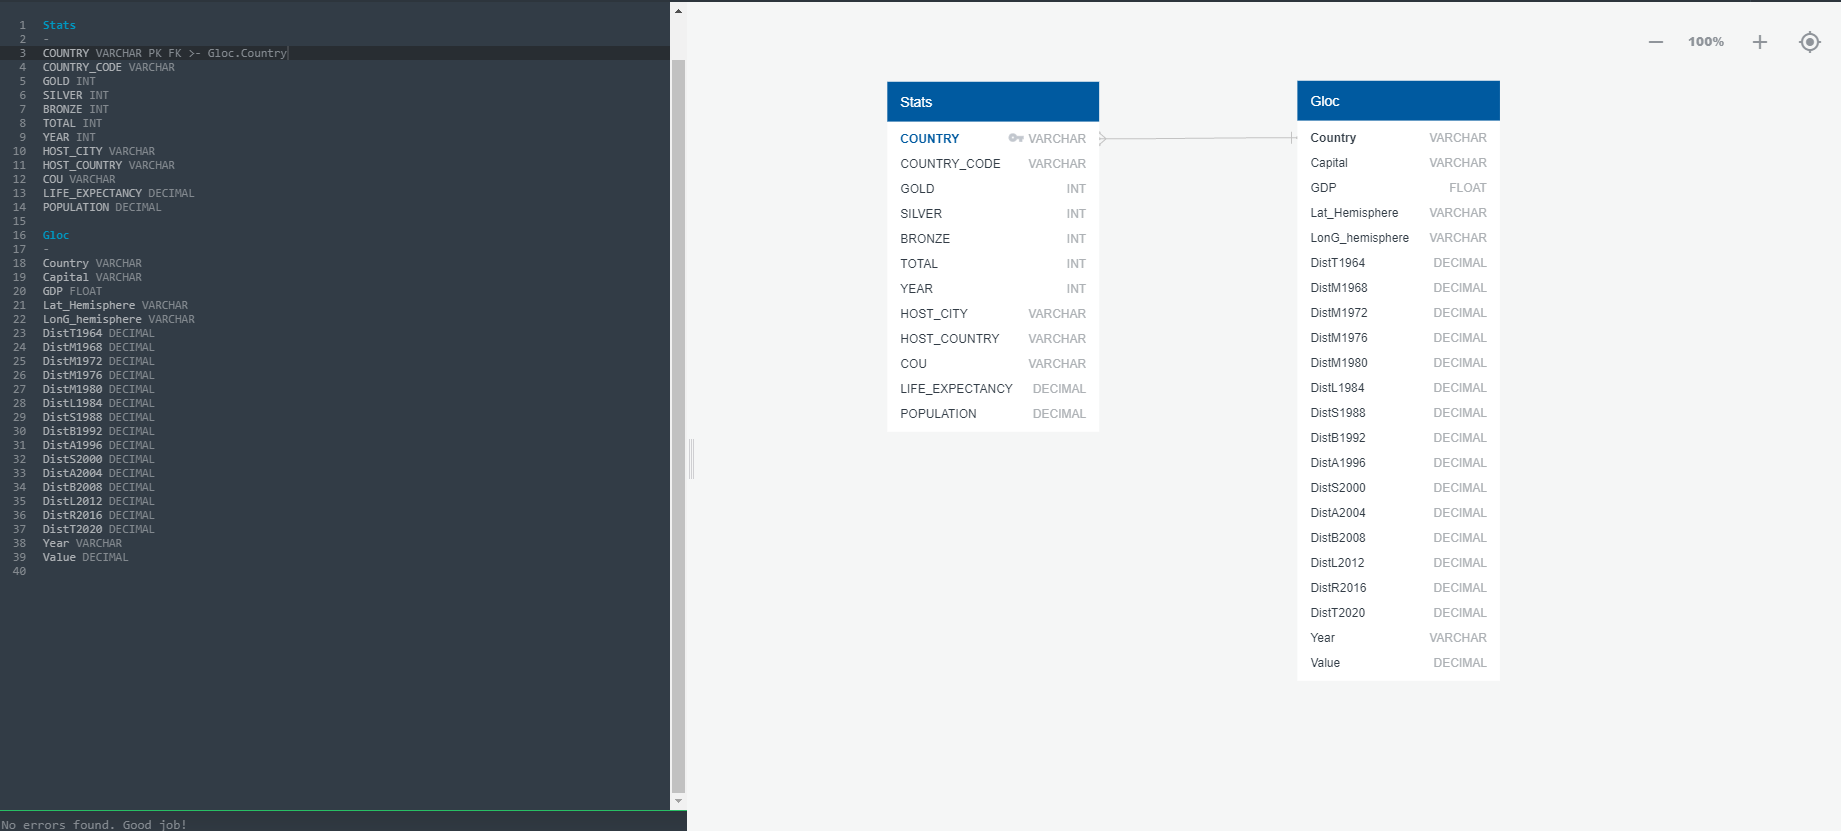 1 Stats
2 -
3 COUNTRY VARCHAR PK FK >- Gloc.Country
4 COUNTRY_CODE VARCHAR
5 GOLD INT
6 SILVER INT
7 BRONZE INT
8 TOTAL INT
9 YEAR INT
10 HOST_CITY VARCHAR
11 HOST_COUNTRY VARCHAR
12 COU VARCHAR
13 LIFE_EXPECTANCY DECIMAL
14 POPULATION DECIMAL
15
16 Gloc
17 -
18 Country VARCHAR
19 Capital VARCHAR
20 GDP FLOAT
21 Lat_Hemisphere VARCHAR
22 LonG_hemisphere VARCHAR
23 DistT1964 DECIMAL
24 DistM1968 DECIMAL
25 DistM1972 DECIMAL
26 DistM1976 DECIMAL
27 DistM1980 DECIMAL
28 DistL1984 DECIMAL
29 DistS1988 DECIMAL
30 DistB1992 DECIMAL
31 DistA1996 DECIMAL
32 DistS2000 DECIMAL
33 DistA2004 DECIMAL
34 DistB2008 DECIMAL
35 DistL2012 DECIMAL
36 DistR2016 DECIMAL
37 DistT2020 DECIMAL
38 Year VARCHAR
39 Value DECIMAL
40
No errors found. Good job!
100%
Stats
COUNTRY VARCHAR
COUNTRY_CODE VARCHAR
GOLD INT
SILVER INT
BRONZE INT
TOTAL INT
YEAR INT
HOST_CITY VARCHAR
HOST_COUNTRY VARCHAR
COU VARCHAR
LIFE_EXPECTANCY DECIMAL
POPULATION DECIMAL
Gloc
Country VARCHAR
Capital VARCHAR
GDP FLOAT
Lat_Hemisphere VARCHAR
LonG_hemisphere VARCHAR
DistT1964 DECIMAL
DistM1968 DECIMAL
DistM1972 DECIMAL
DistM1976 DECIMAL
DistM1980 DECIMAL
DistL1984 DECIMAL
DistS1988 DECIMAL
DistB1992 DECIMAL
DistA1996 DECIMAL
DistS2000 DECIMAL
DistA2004 DECIMAL
DistB2008 DECIMAL
DistL2012 DECIMAL
DistR2016 DECIMAL
DistT2020 DECIMAL
Year VARCHAR
Value DECIMAL